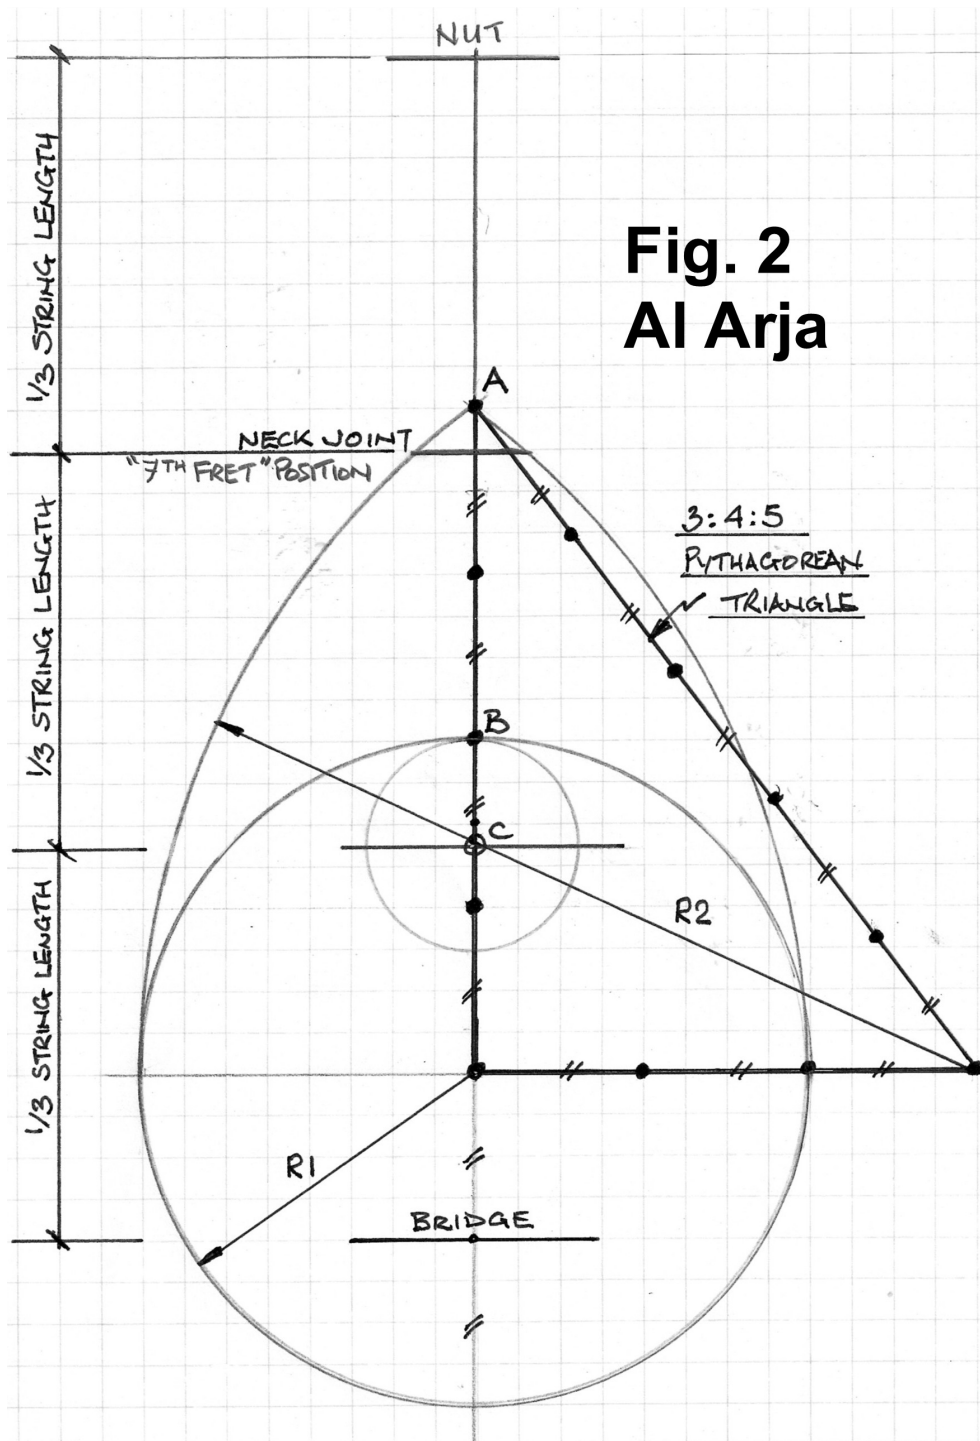 NUT
1/3 STRING LENGTH
Fig. 2
Al Arja
A
NECK JOINT
"7TH FRET" POSITION
3:4:5
PYTHAGOREAN
TRIANGLE
1/3 STRING LENGTH
B
C
R2
1/3 STRING LENGTH
R1
BRIDGE